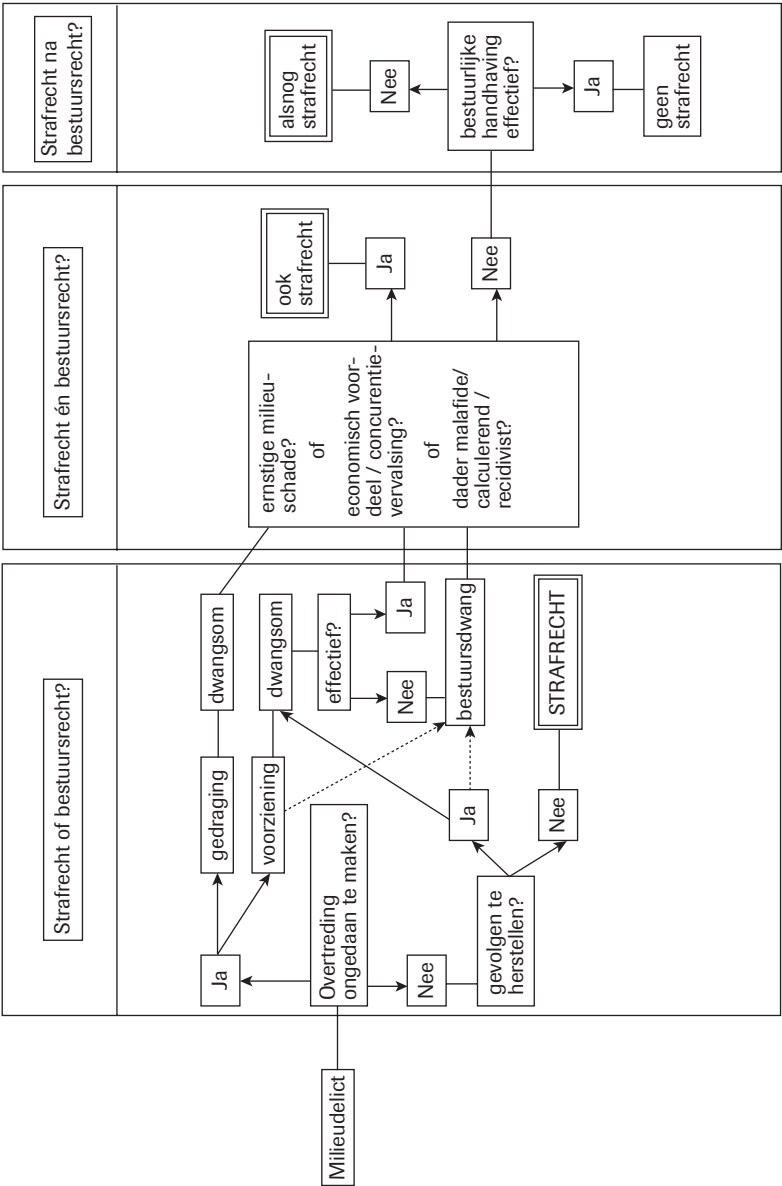 Milieudelict
Strafrecht of bestuursrecht?
Overtreding
ongedaan te maken?
Ja
gedraging
dwangsom
voorziening
dwangsom
effectief?
Ja
Nee
bestuursdwang
Nee
gevolgen te
herstellen?
Ja
Nee
STRAFRECHT
Strafrecht én bestuursrecht?
ernstige milieu-
schade?
of
economisch voor-
deel / concurentie-
vervalsing?
of
dader malafide/
calculerend /
recidivist?
Ja
ook
strafrecht
Nee
Strafrecht na
bestuursrecht?
bestuurlijke
handhaving
effectief?
Nee
alsnog
strafrecht
Ja
geen
strafrecht